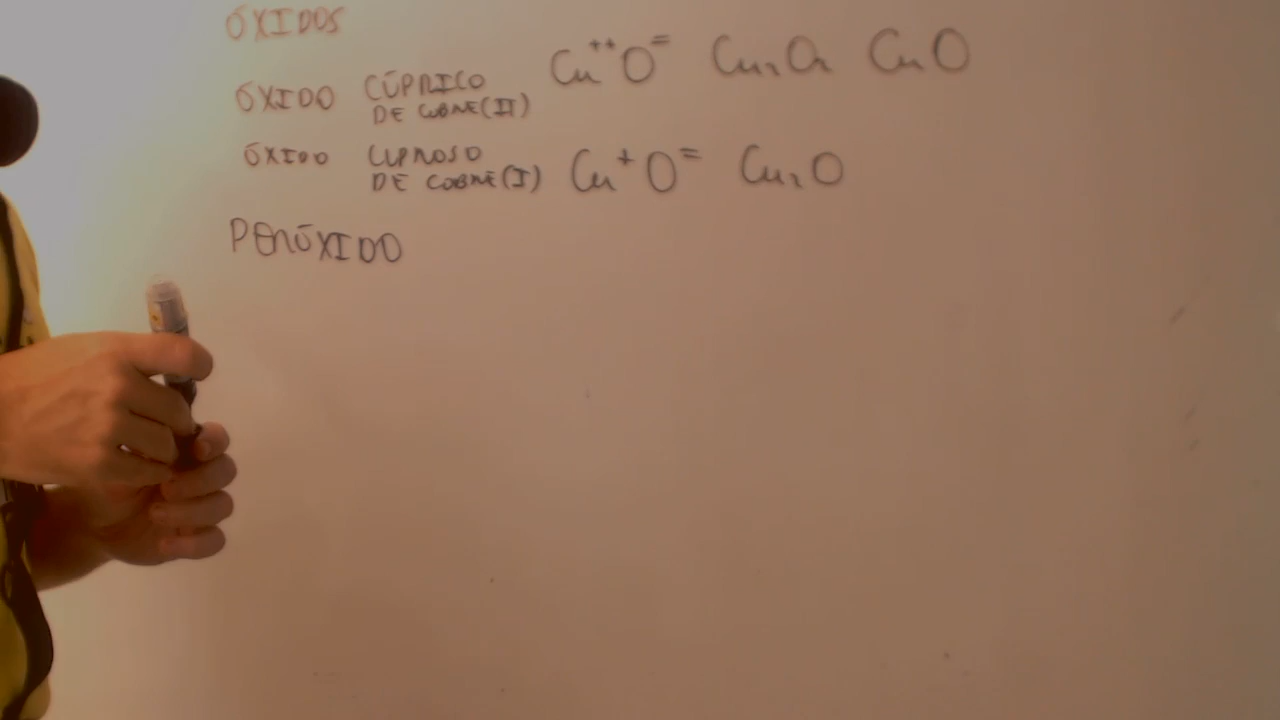 ÓXIDOS
ÓXIDO CÚPRICO Cu⁺⁺O⁼ Cu₂O₂ CuO
DE COBRE(II)
ÓXIDO CUPROSO Cu⁺O⁼ Cu₂O
DE COBRE(I)
PERÓXIDO